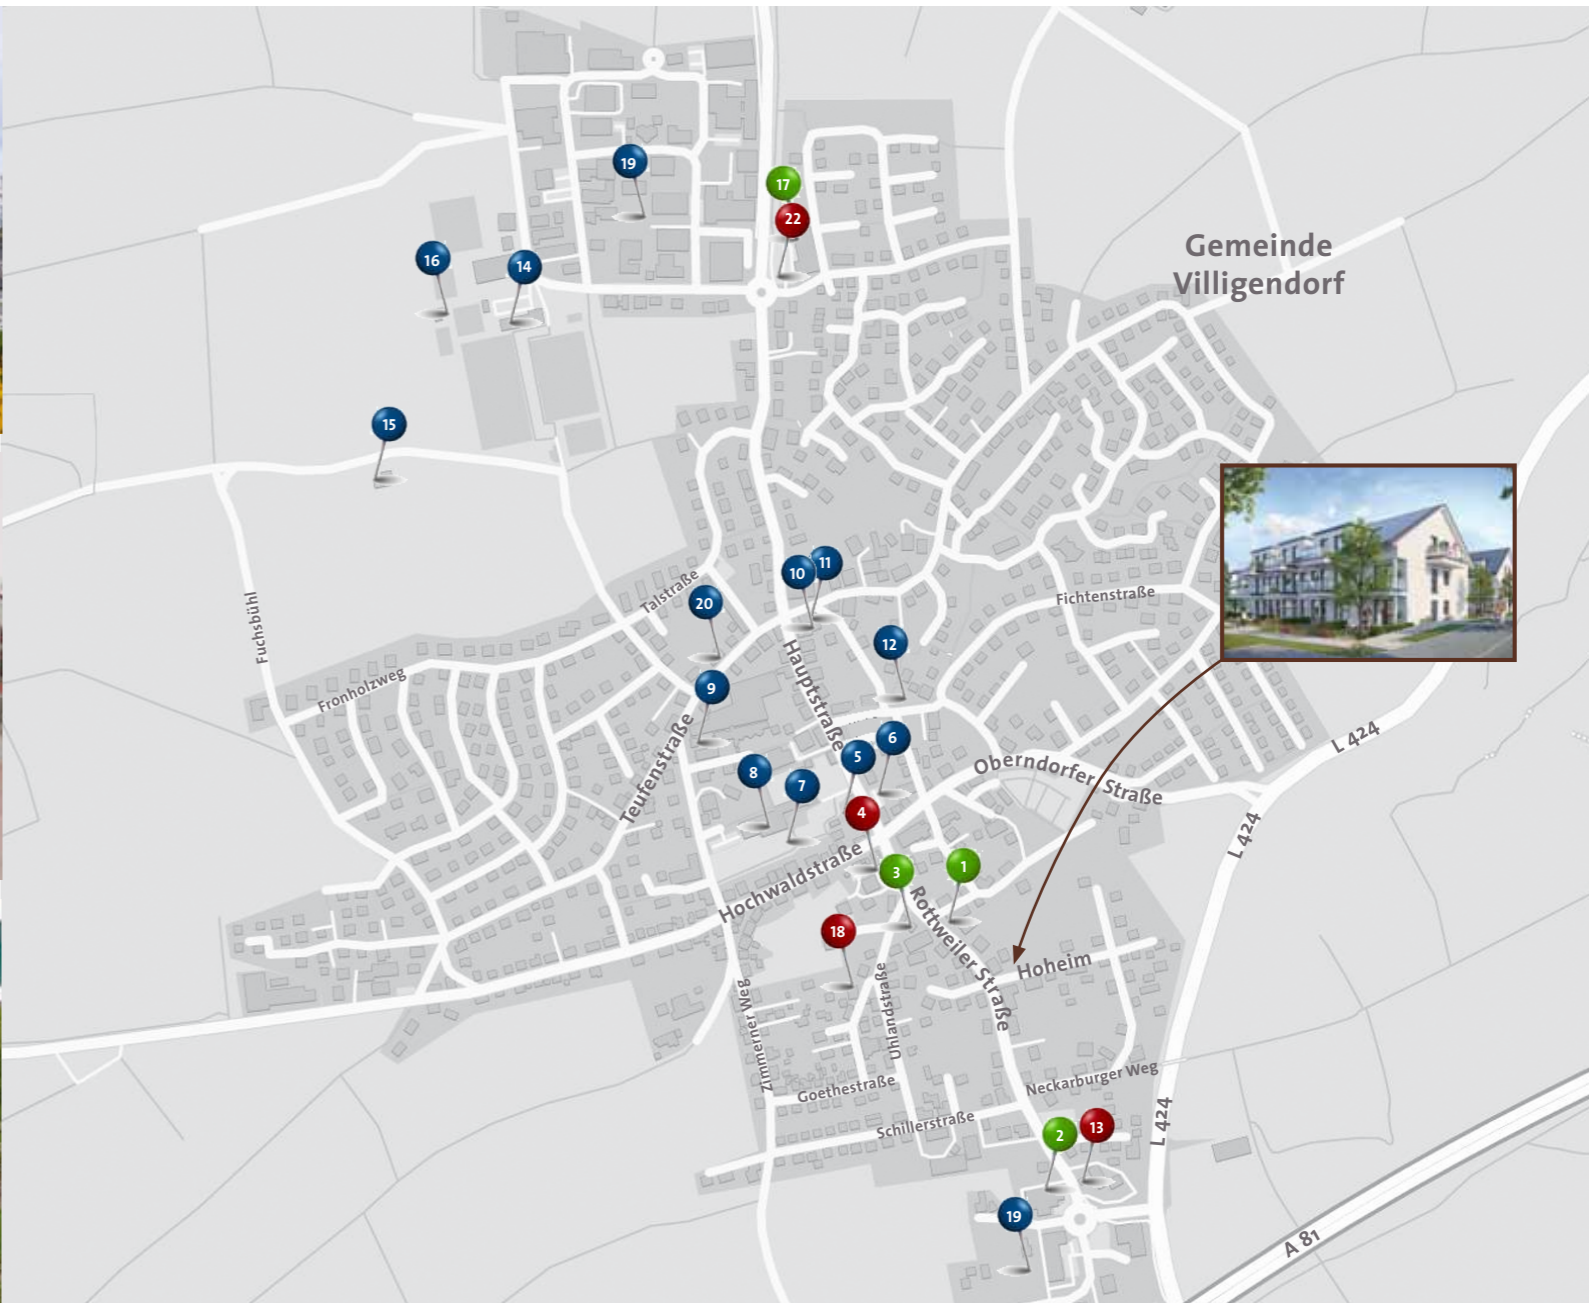 19
17
22
16
14
Gemeinde
Villigendorf
15
10
11
Talstraße
20
Fichtenstraße
Fuchsbühl
12
Hauptstraße
Fronholzweg
9
Teufenstraße
6
5
L 424
8
7
Oberndorfer Straße
4
L 424
Hochwaldstraße
3
1
18
Rottweiler Straße
Hoheim
Uhlandstraße
Zimmerner Weg
Goethestraße
Neckarburger Weg
Schillerstraße
L 424
2
13
19
A 81